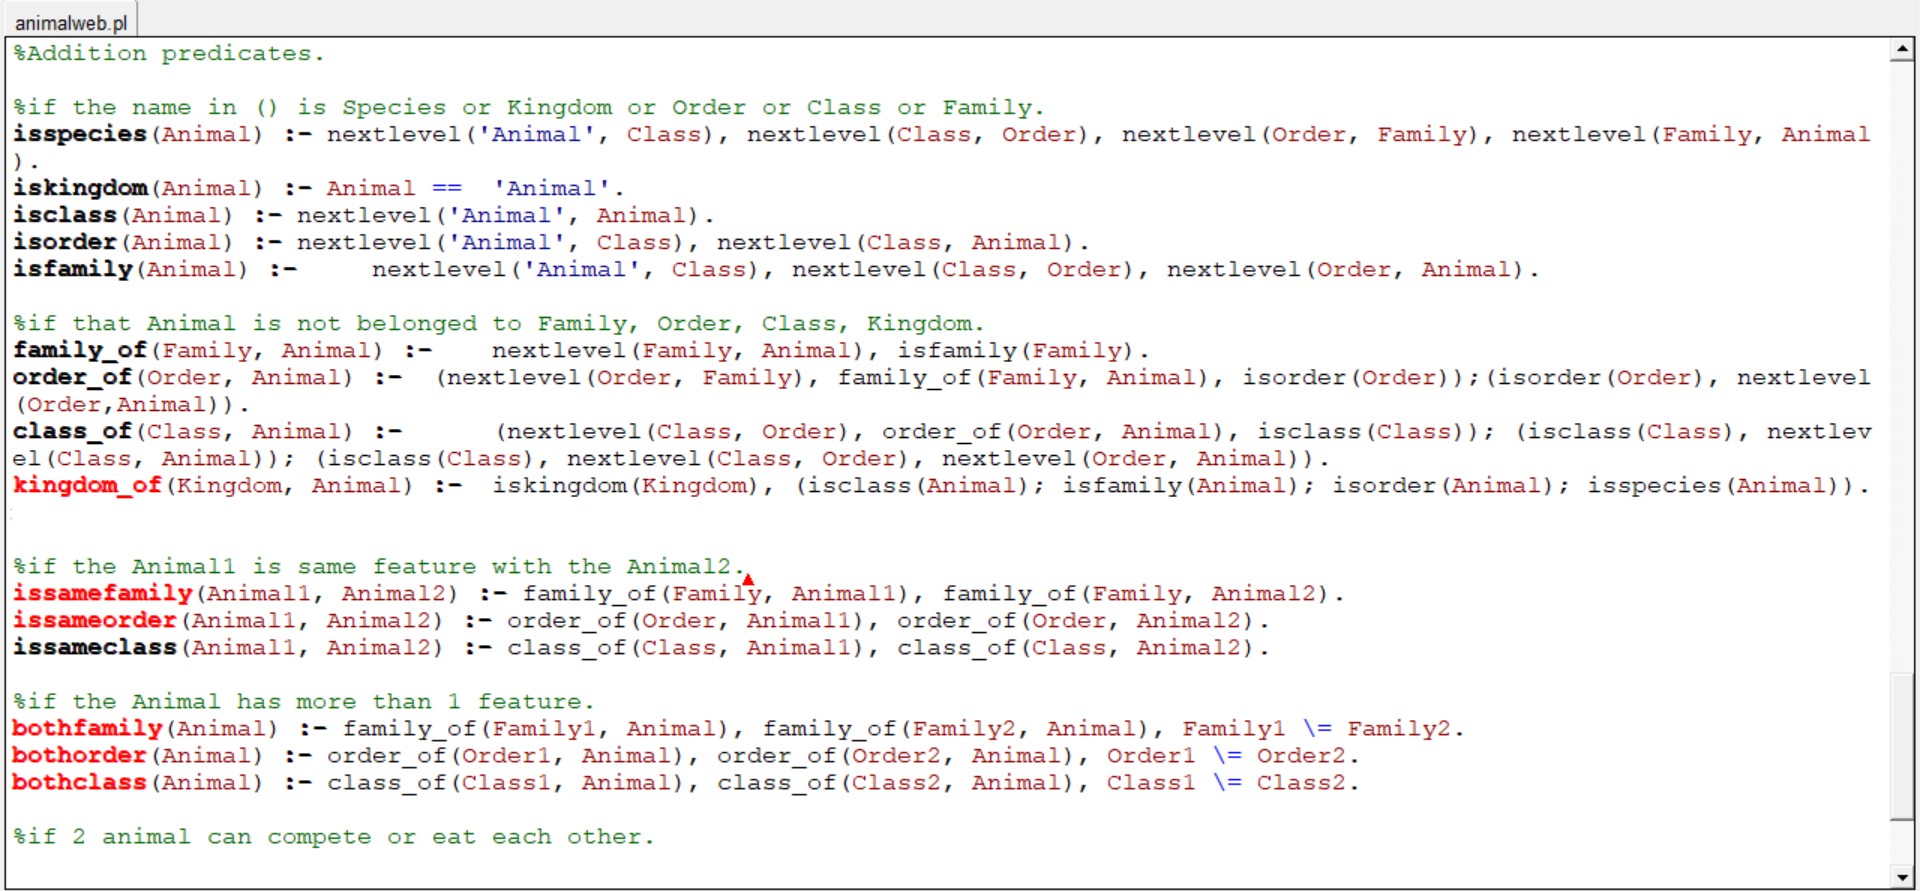 animalweb.pl
%Addition predicates.
%if the name in () is Species or Kingdom or Order or Class or Family.
isspecies(Animal) :- nextlevel('Animal', Class), nextlevel(Class, Order), nextlevel(Order, Family), nextlevel(Family, Animal
).
iskingdom(Animal) :- Animal ==  'Animal'.
isclass(Animal) :- nextlevel('Animal', Animal).
isorder(Animal) :- nextlevel('Animal', Class), nextlevel(Class, Animal).
isfamily(Animal) :-     nextlevel('Animal', Class), nextlevel(Class, Order), nextlevel(Order, Animal).
%if that Animal is not belonged to Family, Order, Class, Kingdom.
family_of(Family, Animal) :-    nextlevel(Family, Animal), isfamily(Family).
order_of(Order, Animal) :-  (nextlevel(Order, Family), family_of(Family, Animal), isorder(Order));(isorder(Order), nextlevel
(Order,Animal)).
class_of(Class, Animal) :-      (nextlevel(Class, Order), order_of(Order, Animal), isclass(Class)); (isclass(Class), nextlev
el(Class, Animal)); (isclass(Class), nextlevel(Class, Order), nextlevel(Order, Animal)).
kingdom_of(Kingdom, Animal) :-  iskingdom(Kingdom), (isclass(Animal); isfamily(Animal); isorder(Animal); isspecies(Animal)).
%if the Animal1 is same feature with the Animal2.
issamefamily(Animal1, Animal2) :- family_of(Family, Animal1), family_of(Family, Animal2).
issameorder(Animal1, Animal2) :- order_of(Order, Animal1), order_of(Order, Animal2).
issameclass(Animal1, Animal2) :- class_of(Class, Animal1), class_of(Class, Animal2).
%if the Animal has more than 1 feature.
bothfamily(Animal) :- family_of(Family1, Animal), family_of(Family2, Animal), Family1 \= Family2.
bothorder(Animal) :- order_of(Order1, Animal), order_of(Order2, Animal), Order1 \= Order2.
bothclass(Animal) :- class_of(Class1, Animal), class_of(Class2, Animal), Class1 \= Class2.
%if 2 animal can compete or eat each other.